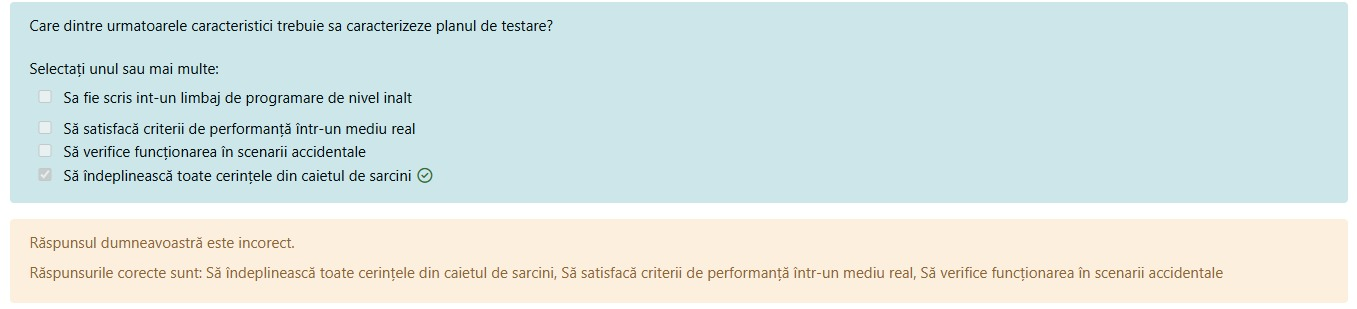 Care dintre urmatoarele caracteristici trebuie sa caracterizeze planul de testare?
Selectați unul sau mai multe:
Sa fie scris int-un limbaj de programare de nivel inalt
Să satisfacă criterii de performanță într-un mediu real
Să verifice funcționarea în scenarii accidentale
Să îndeplinească toate cerințele din caietul de sarcini
Răspunsul dumneavoastră este incorect.
Răspunsurile corecte sunt: Să îndeplinească toate cerințele din caietul de sarcini, Să satisfacă criterii de performanță într-un mediu real, Să verifice funcționarea în scenarii accidentale